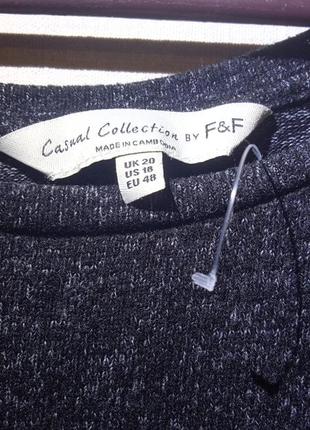 Casual Collection BY F&F
MADE IN CAMBODIA
UK 20
US 16
EU 48